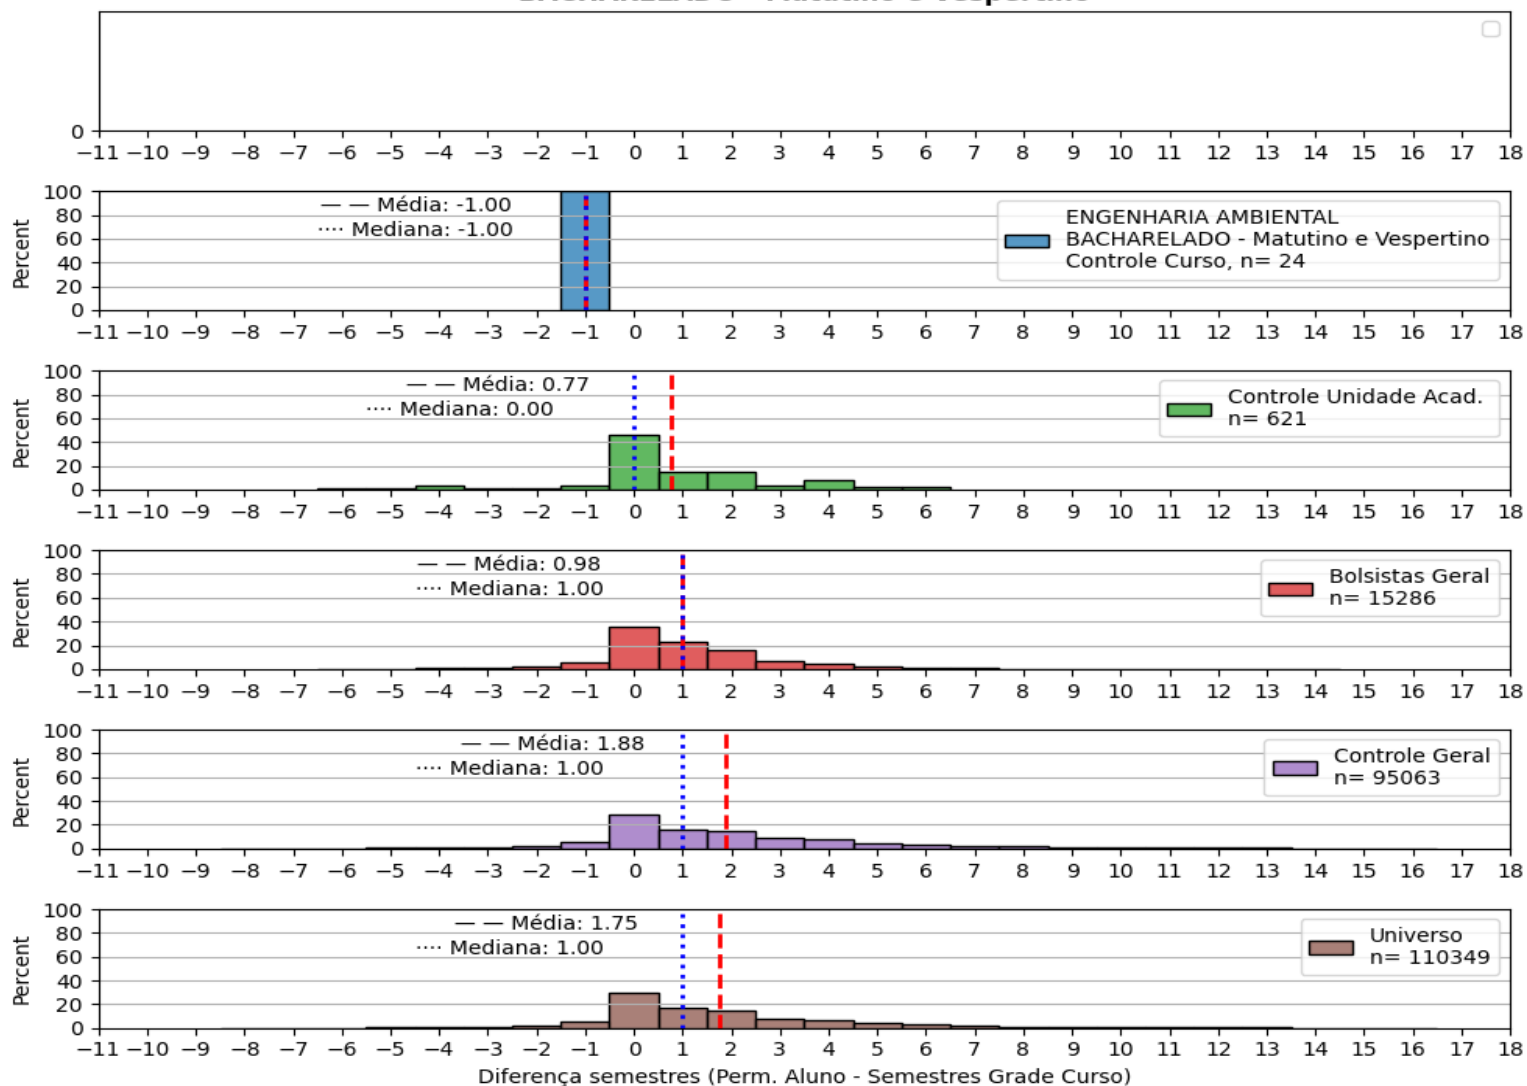 BACHARELADO - Matutino e Vespertino
0
−11 −10 −9 −8 −7 −6 −5 −4 −3 −2 −1 0 1 2 3 4 5 6 7 8 9 10 11 12 13 14 15 16 17 18
100
80
60
40
20
0
Percent
— — Média: -1.00
···· Mediana: -1.00
ENGENHARIA AMBIENTAL
BACHARELADO - Matutino e Vespertino
Controle Curso, n= 24
−11 −10 −9 −8 −7 −6 −5 −4 −3 −2 −1 0 1 2 3 4 5 6 7 8 9 10 11 12 13 14 15 16 17 18
100
80
60
40
20
0
Percent
— — Média: 0.77
···· Mediana: 0.00
Controle Unidade Acad.
n= 621
−11 −10 −9 −8 −7 −6 −5 −4 −3 −2 −1 0 1 2 3 4 5 6 7 8 9 10 11 12 13 14 15 16 17 18
100
80
60
40
20
0
Percent
— — Média: 0.98
···· Mediana: 1.00
Bolsistas Geral
n= 15286
−11 −10 −9 −8 −7 −6 −5 −4 −3 −2 −1 0 1 2 3 4 5 6 7 8 9 10 11 12 13 14 15 16 17 18
100
80
60
40
20
0
Percent
— — Média: 1.88
···· Mediana: 1.00
Controle Geral
n= 95063
−11 −10 −9 −8 −7 −6 −5 −4 −3 −2 −1 0 1 2 3 4 5 6 7 8 9 10 11 12 13 14 15 16 17 18
100
80
60
40
20
0
Percent
— — Média: 1.75
···· Mediana: 1.00
Universo
n= 110349
−11 −10 −9 −8 −7 −6 −5 −4 −3 −2 −1 0 1 2 3 4 5 6 7 8 9 10 11 12 13 14 15 16 17 18
Diferença semestres (Perm. Aluno - Semestres Grade Curso)